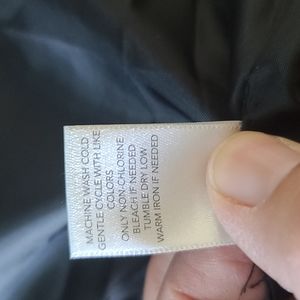 MACHINE WASH COLD
GENTLE CYCLE WITH LIKE
COLORS
ONLY NON-CHLORINE
BLEACH IF NEEDED
TUMBLE DRY LOW
WARM IRON IF NEEDED